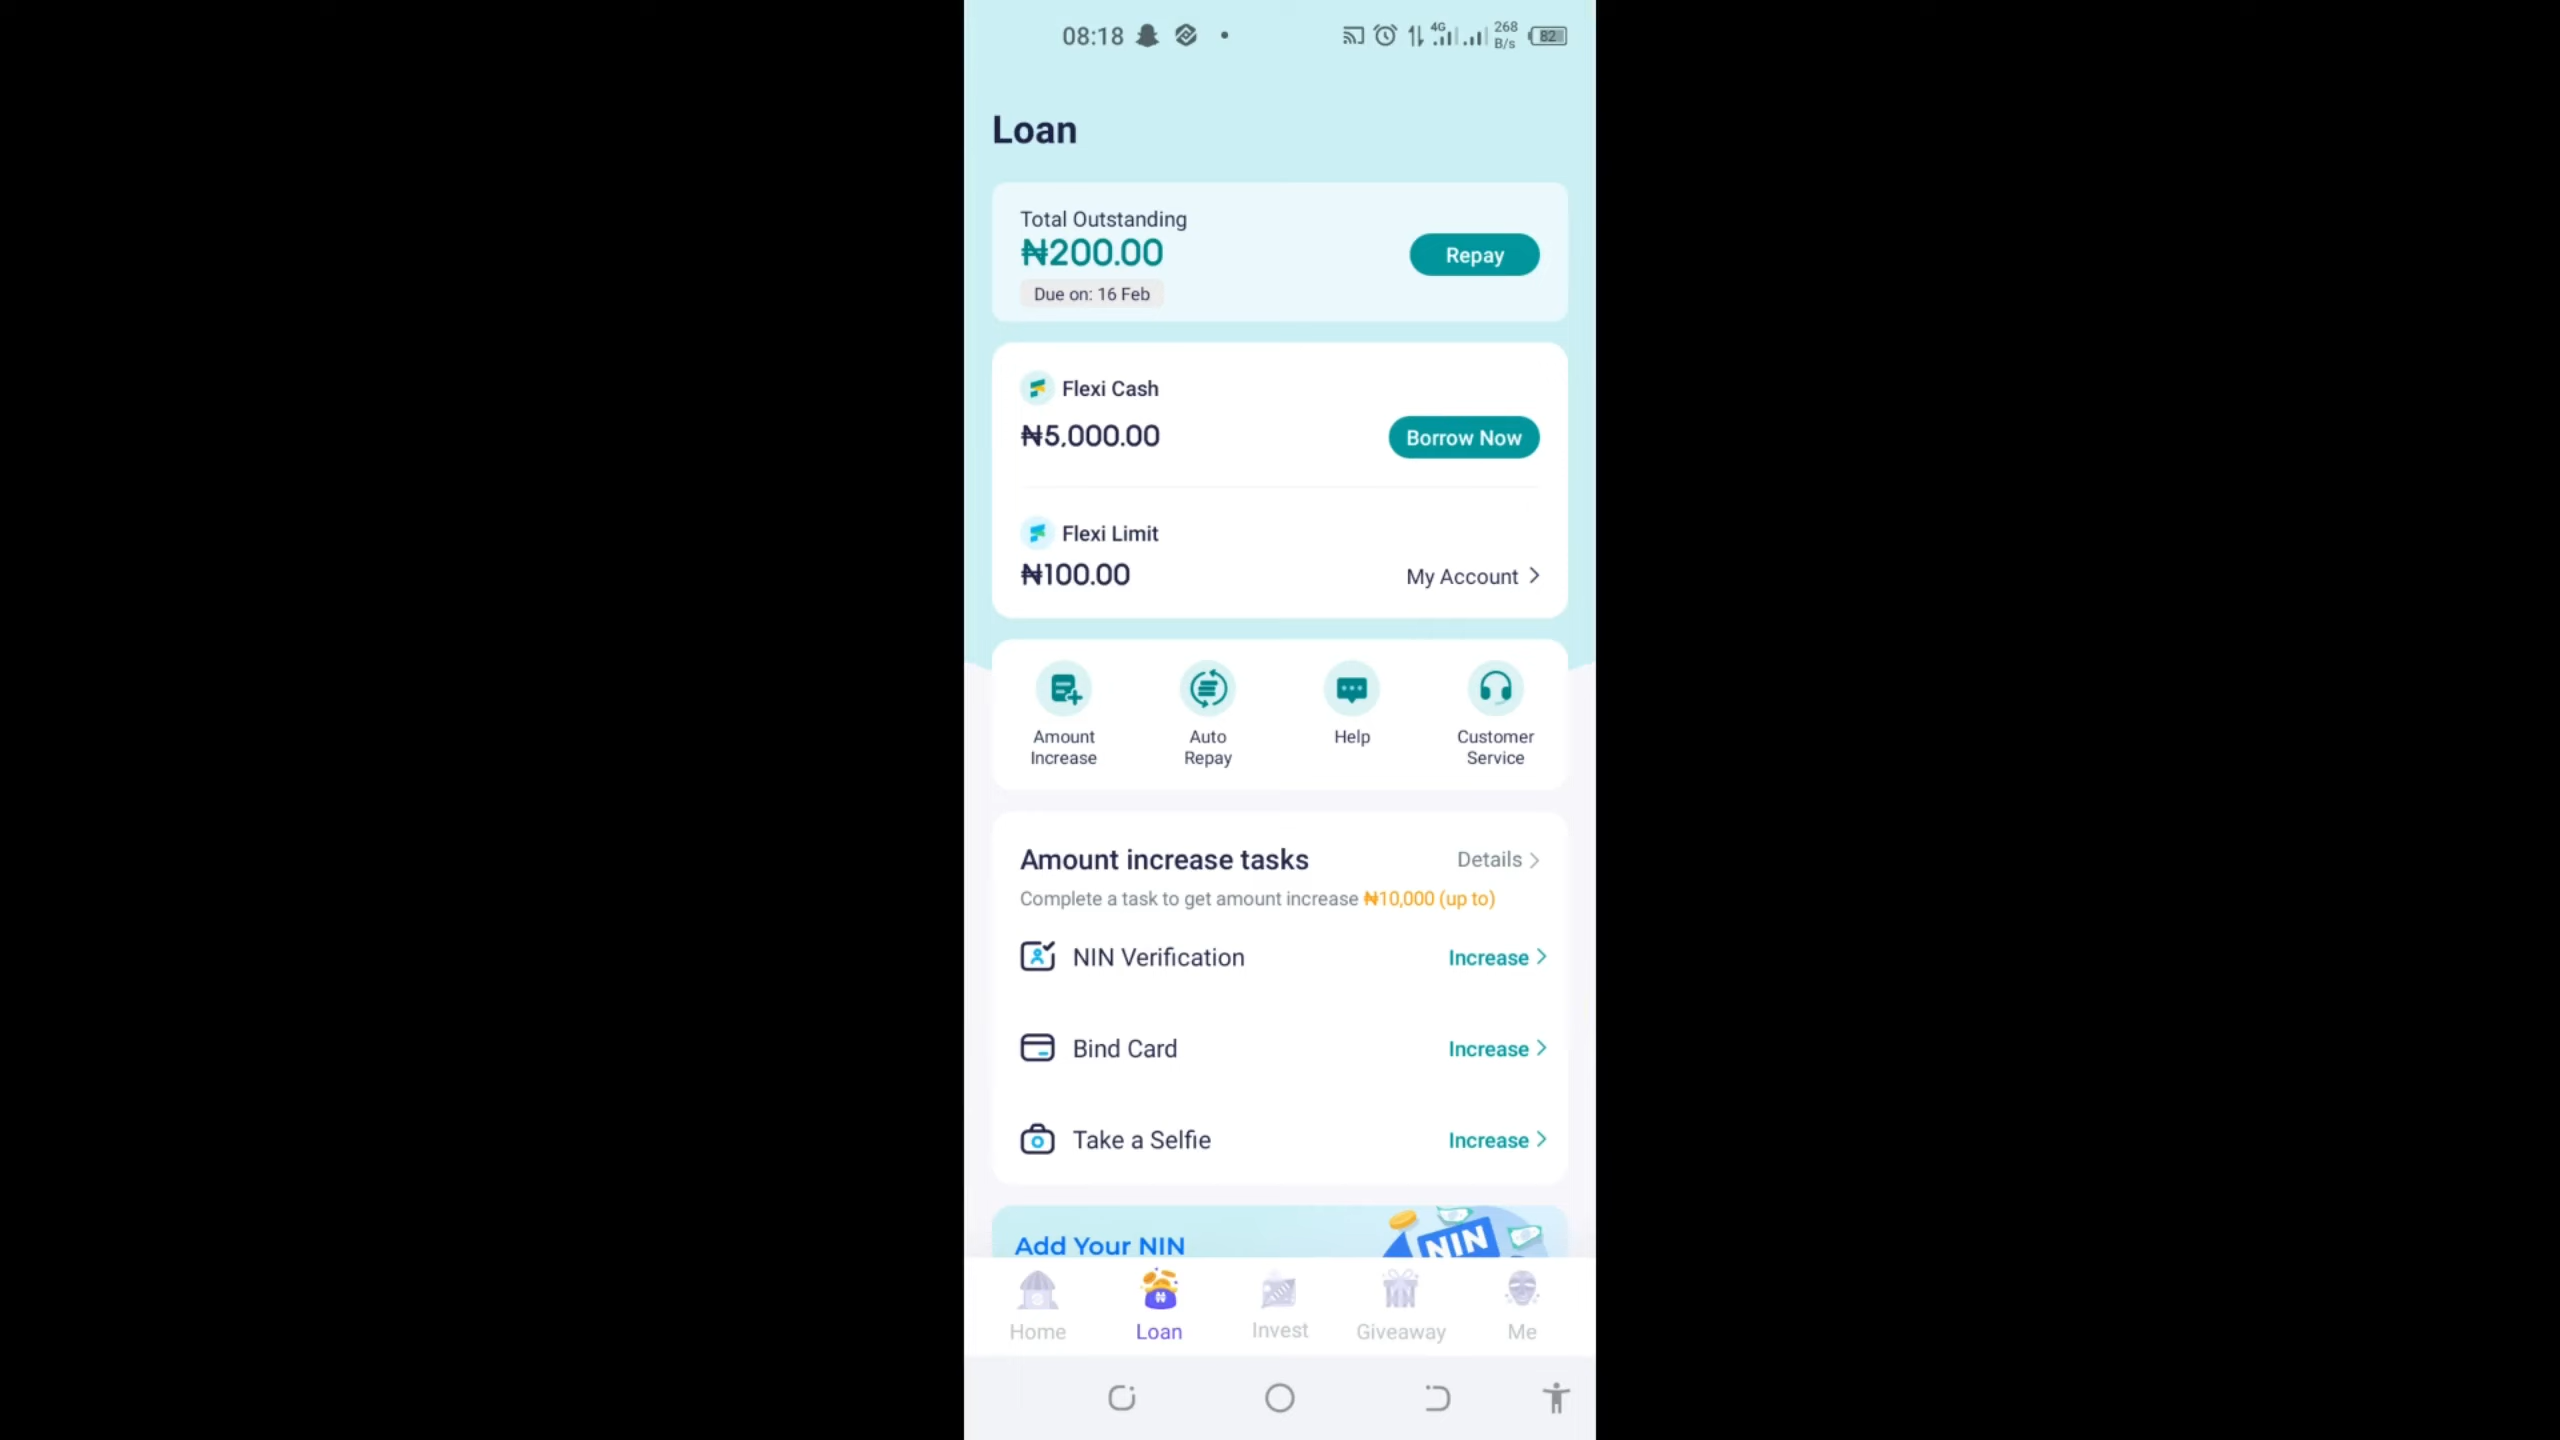 08:18
4G
268
B/s
82
Loan
Total Outstanding
₦200.00
Repay
Due on: 16 Feb
Flexi Cash
₦5,000.00
Borrow Now
Flexi Limit
₦100.00
My Account
Amount
Increase
Auto
Repay
Help
Customer
Service
Amount increase tasks
Details
Complete a task to get amount increase ₦10,000 (up to)
NIN Verification
Increase
Bind Card
Increase
Take a Selfie
Increase
Add Your NIN
NIN
Home
Loan
Invest
Giveaway
Me